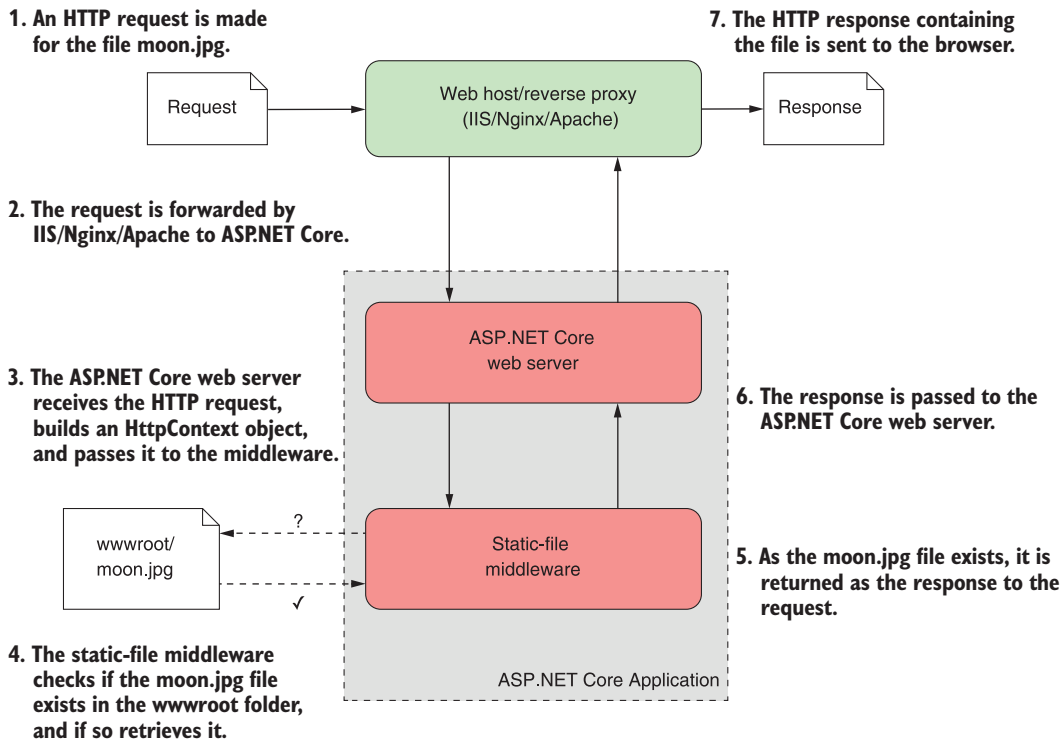 1. An HTTP request is made
for the file moon.jpg.
7. The HTTP response containing
the file is sent to the browser.
Request
Web host/reverse proxy
(IIS/Nginx/Apache)
Response
2. The request is forwarded by
IIS/Nginx/Apache to ASP.NET Core.
ASP.NET Core
web server
3. The ASP.NET Core web server
receives the HTTP request,
builds an HttpContext object,
and passes it to the middleware.
6. The response is passed to the
ASP.NET Core web server.
?
wwwroot/
moon.jpg
✓
Static-file
middleware
5. As the moon.jpg file exists, it is
returned as the response to the
request.
4. The static-file middleware
checks if the moon.jpg file
exists in the wwwroot folder,
and if so retrieves it.
ASP.NET Core Application